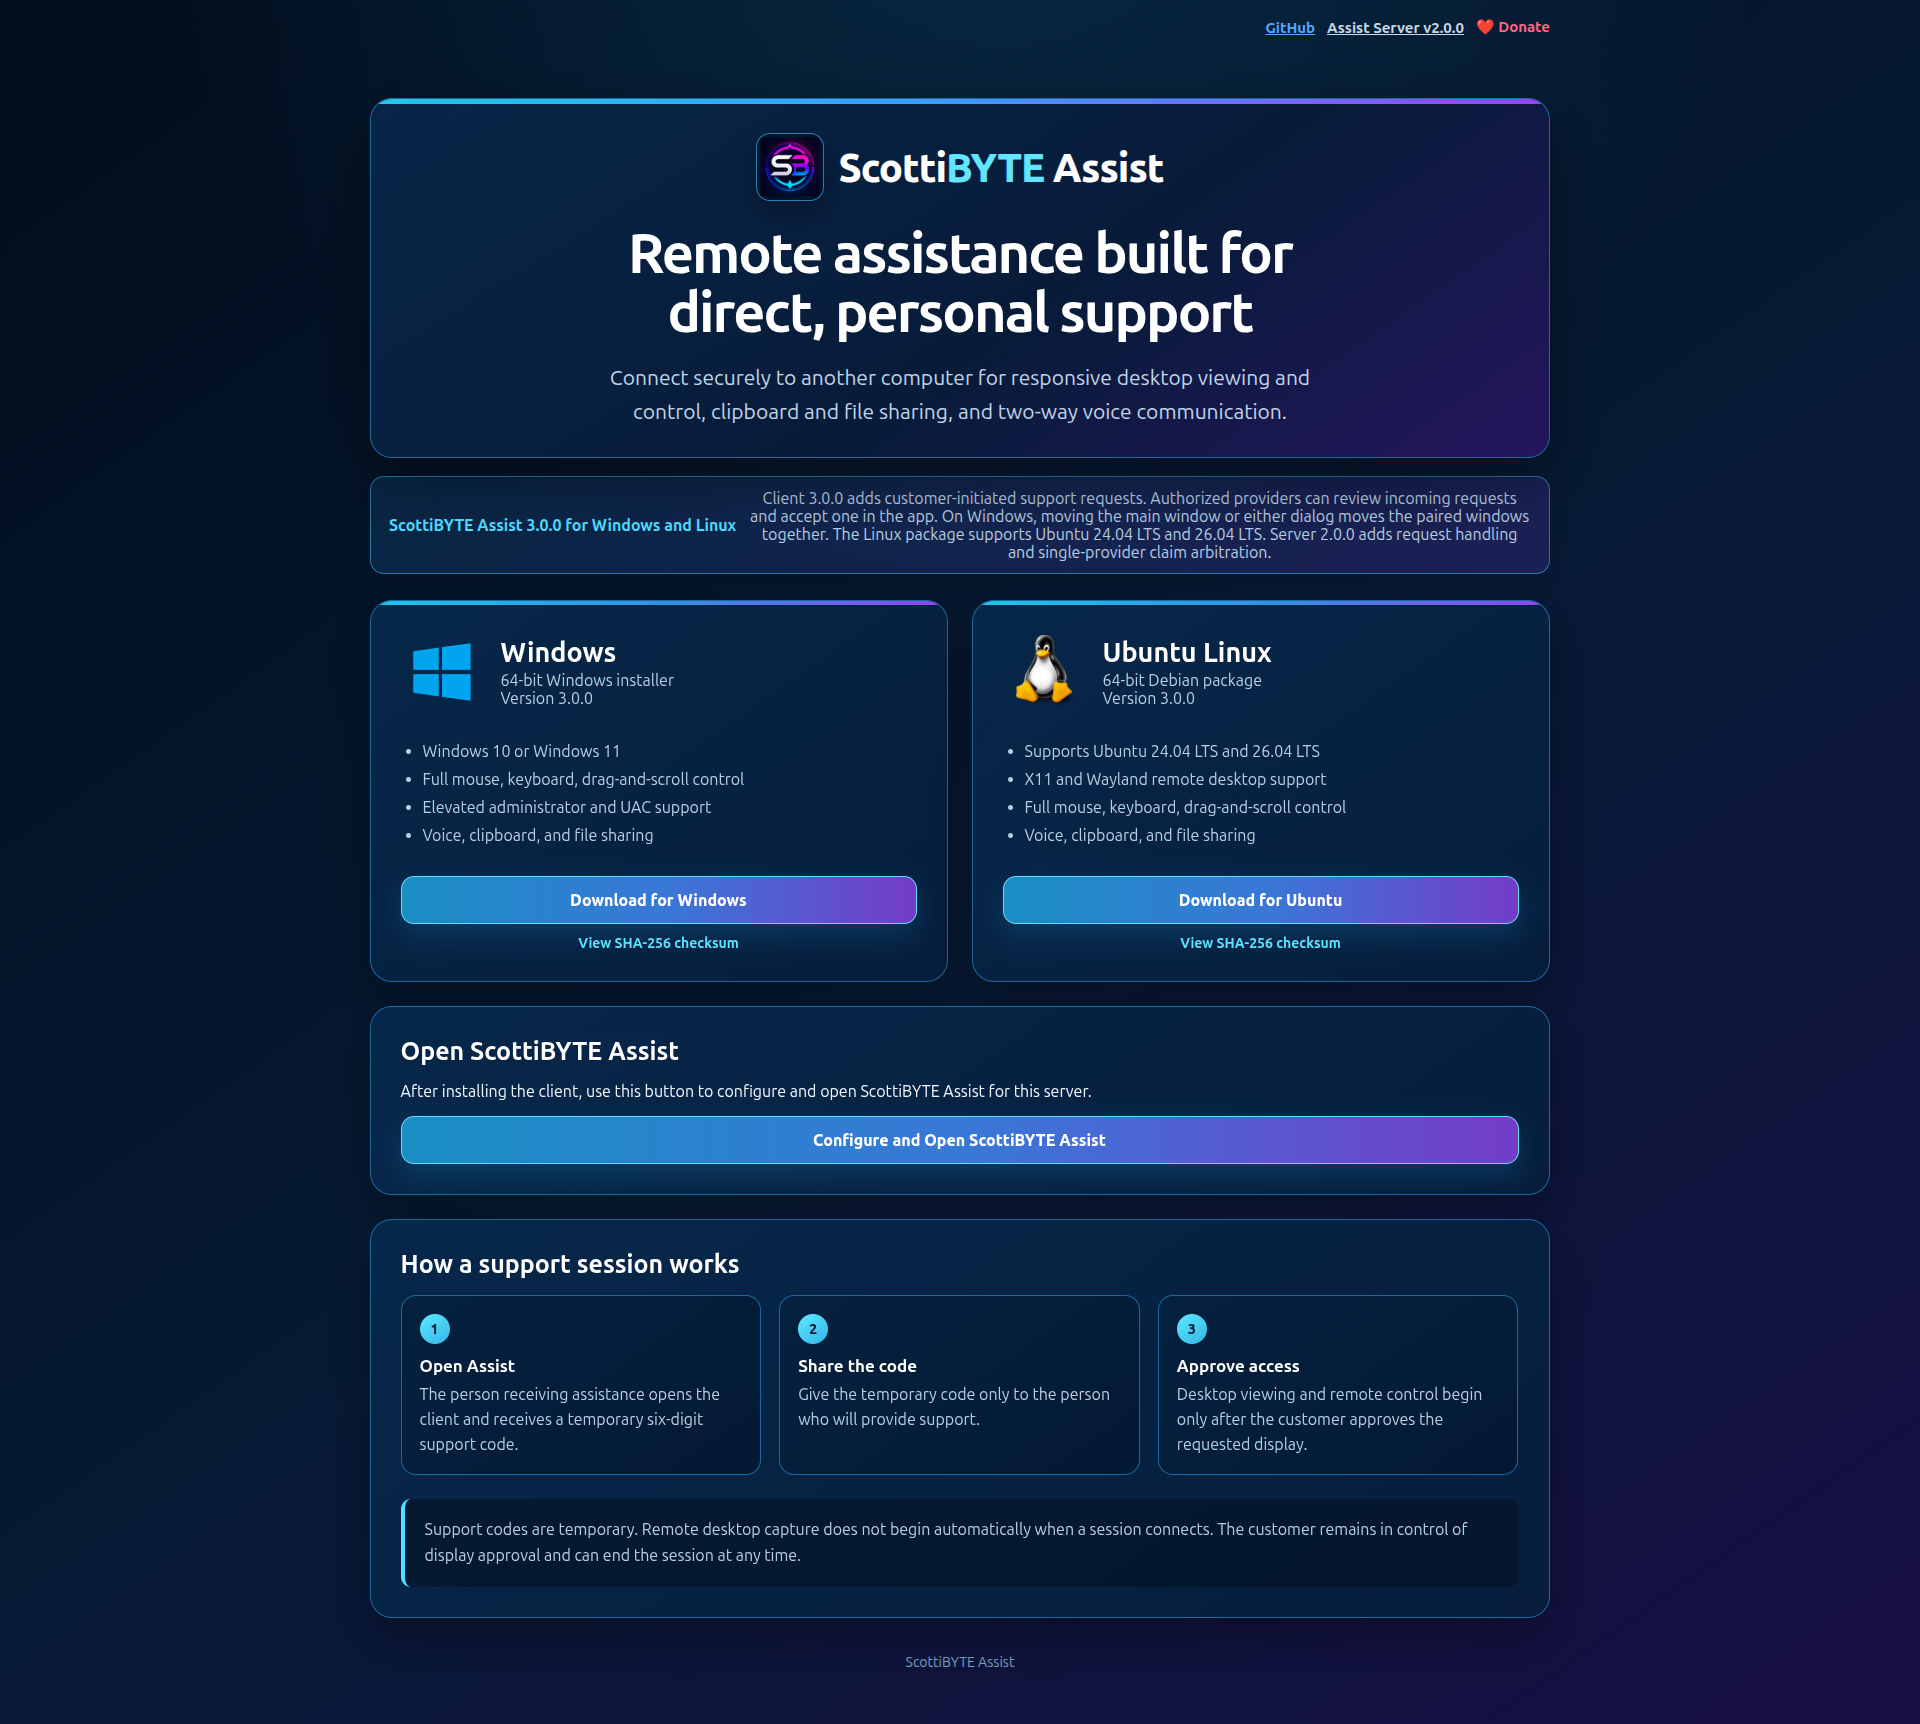 GitHub Assist Server v2.0.0 ❤️ Donate
SB
ScottiBYTE Assist
Remote assistance built for
direct, personal support
Connect securely to another computer for responsive desktop viewing and
control, clipboard and file sharing, and two-way voice communication.
ScottiBYTE Assist 3.0.0 for Windows and Linux
Client 3.0.0 adds customer-initiated support requests. Authorized providers can review incoming requests
and accept one in the app. On Windows, moving the main window or either dialog moves the paired windows
together. The Linux package supports Ubuntu 24.04 LTS and 26.04 LTS. Server 2.0.0 adds request handling
and single-provider claim arbitration.
Windows
64-bit Windows installer
Version 3.0.0
• Windows 10 or Windows 11
• Full mouse, keyboard, drag-and-scroll control
• Elevated administrator and UAC support
• Voice, clipboard, and file sharing
Download for Windows
View SHA-256 checksum
Ubuntu Linux
64-bit Debian package
Version 3.0.0
• Supports Ubuntu 24.04 LTS and 26.04 LTS
• X11 and Wayland remote desktop support
• Full mouse, keyboard, drag-and-scroll control
• Voice, clipboard, and file sharing
Download for Ubuntu
View SHA-256 checksum
Open ScottiBYTE Assist
After installing the client, use this button to configure and open ScottiBYTE Assist for this server.
Configure and Open ScottiBYTE Assist
How a support session works
1
Open Assist
The person receiving assistance opens the
client and receives a temporary six-digit
support code.
2
Share the code
Give the temporary code only to the person
who will provide support.
3
Approve access
Desktop viewing and remote control begin
only after the customer approves the
requested display.
Support codes are temporary. Remote desktop capture does not begin automatically when a session connects. The customer remains in control of
display approval and can end the session at any time.
ScottiBYTE Assist